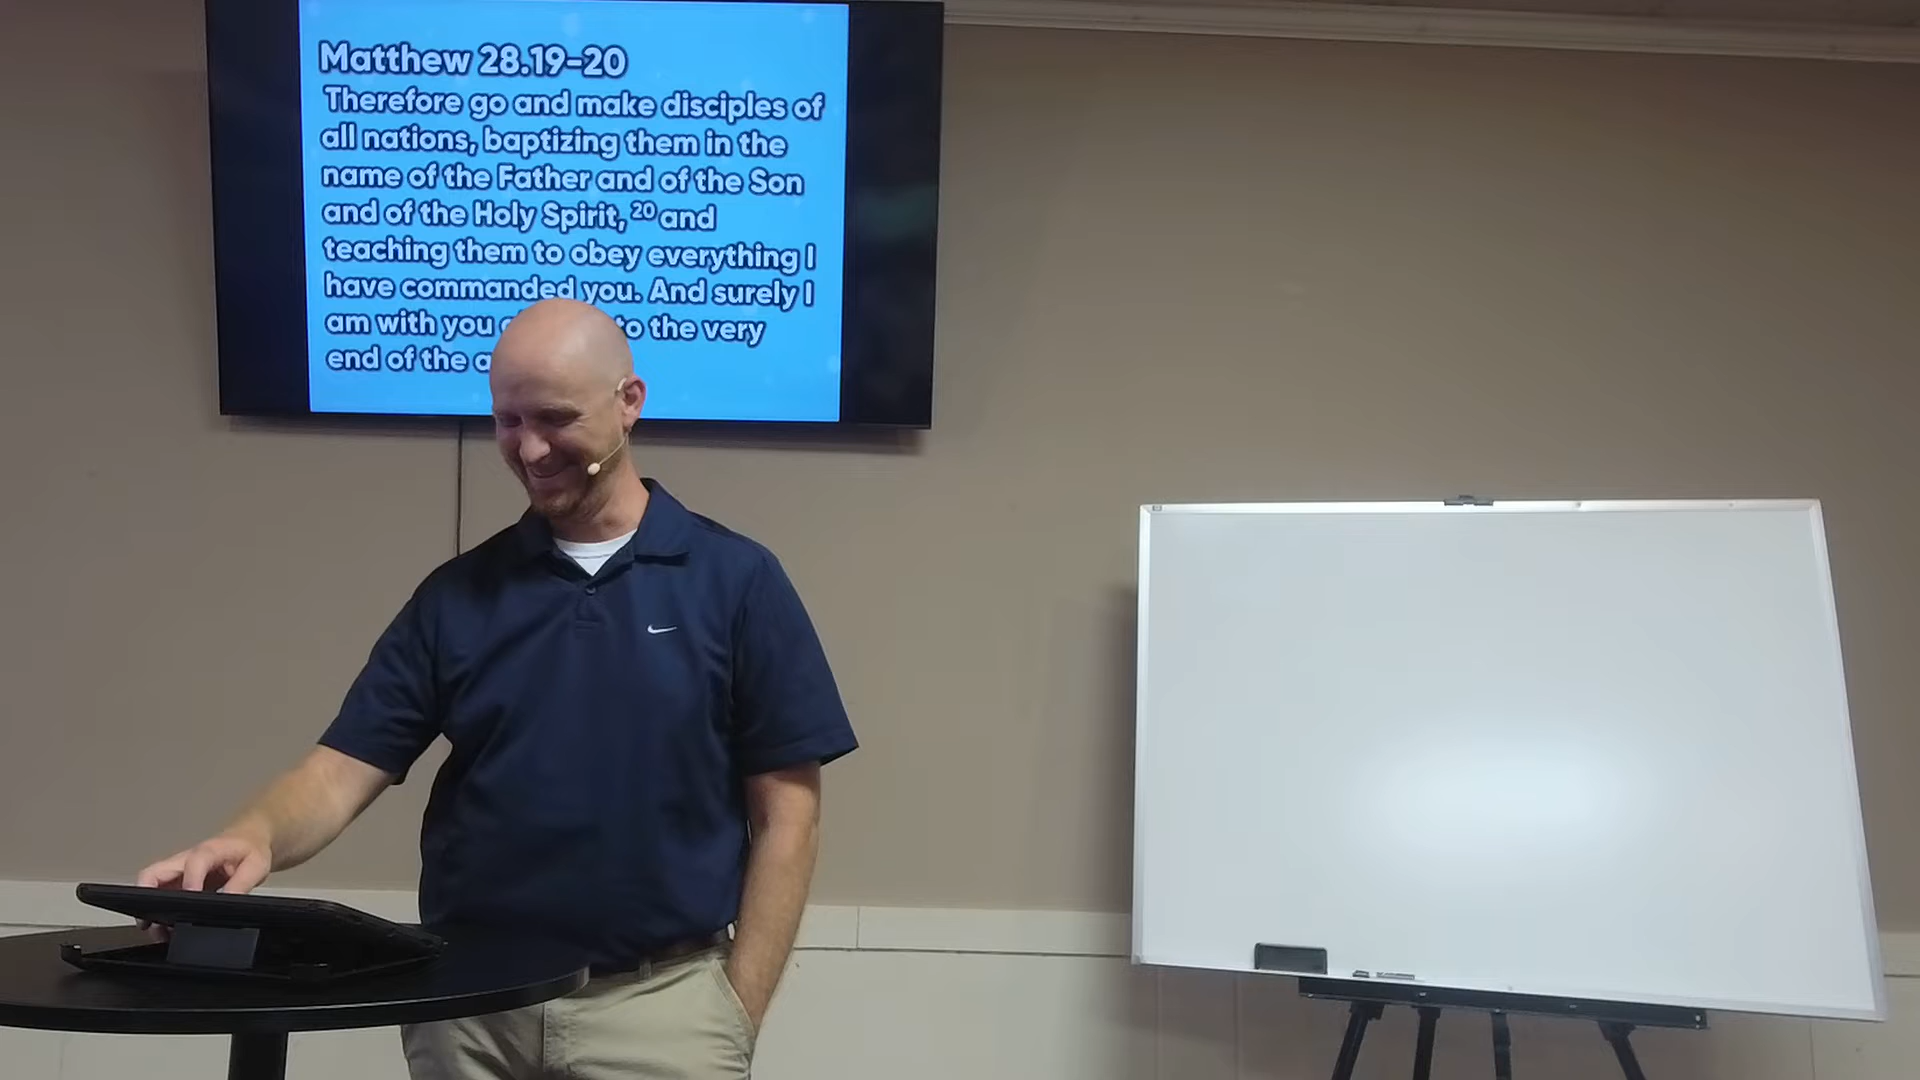 Matthew 28.19-20
Therefore go and make disciples of
all nations, baptizing them in the
name of the Father and of the Son
and of the Holy Spirit, 20 and
teaching them to obey everything I
have commanded you. And surely I
am with you to the very
end of the